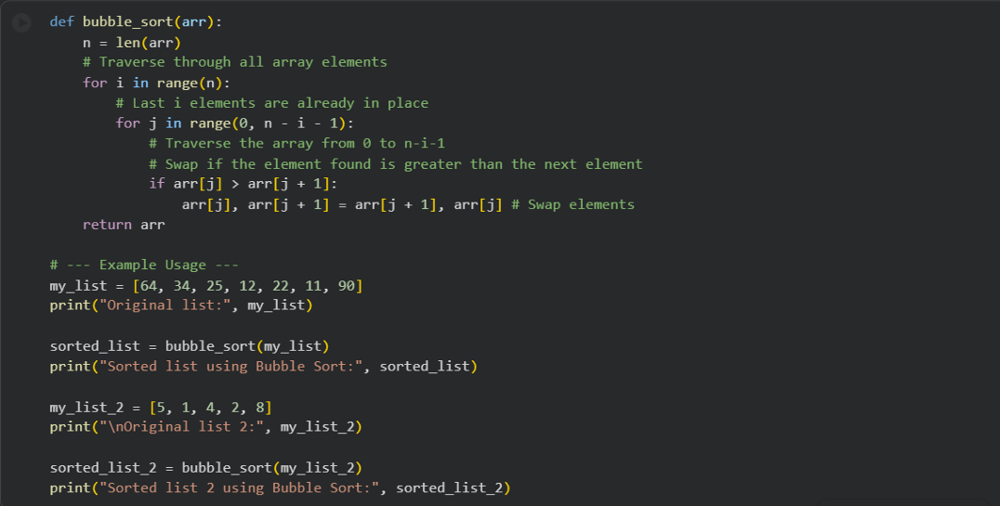 def bubble_sort(arr):
    n = len(arr)
    # Traverse through all array elements
    for i in range(n):
        # Last i elements are already in place
        for j in range(0, n - i - 1):
            # Traverse the array from 0 to n-i-1
            # Swap if the element found is greater than the next element
            if arr[j] > arr[j + 1]:
                arr[j], arr[j + 1] = arr[j + 1], arr[j] # Swap elements
    return arr

# --- Example Usage ---
my_list = [64, 34, 25, 12, 22, 11, 90]
print("Original list:", my_list)

sorted_list = bubble_sort(my_list)
print("Sorted list using Bubble Sort:", sorted_list)

my_list_2 = [5, 1, 4, 2, 8]
print("\nOriginal list 2:", my_list_2)

sorted_list_2 = bubble_sort(my_list_2)
print("Sorted list 2 using Bubble Sort:", sorted_list_2)